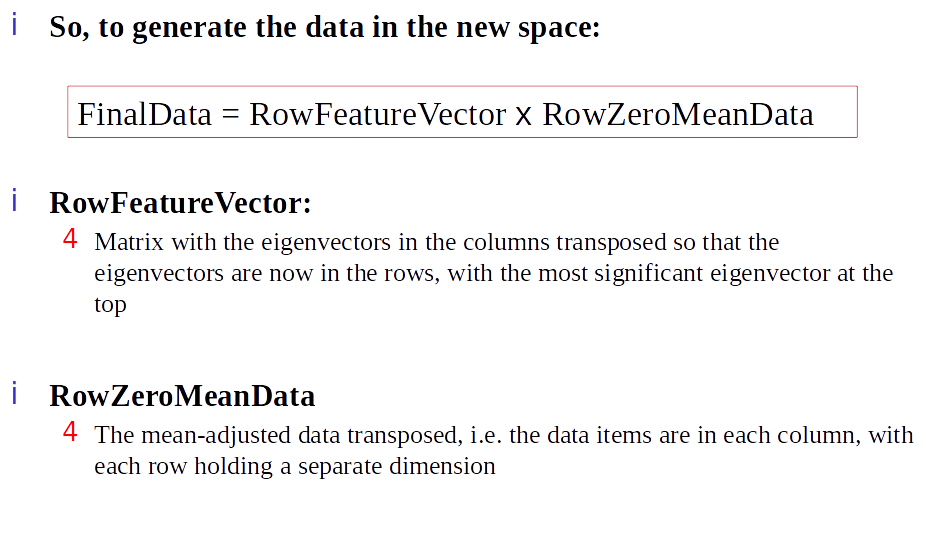 i So, to generate the data in the new space:
FinalData = RowFeatureVector x RowZeroMeanData
i RowFeatureVector:
4 Matrix with the eigenvectors in the columns transposed so that the
eigenvectors are now in the rows, with the most significant eigenvector at the
top
i RowZeroMeanData
4 The mean-adjusted data transposed, i.e. the data items are in each column, with
each row holding a separate dimension